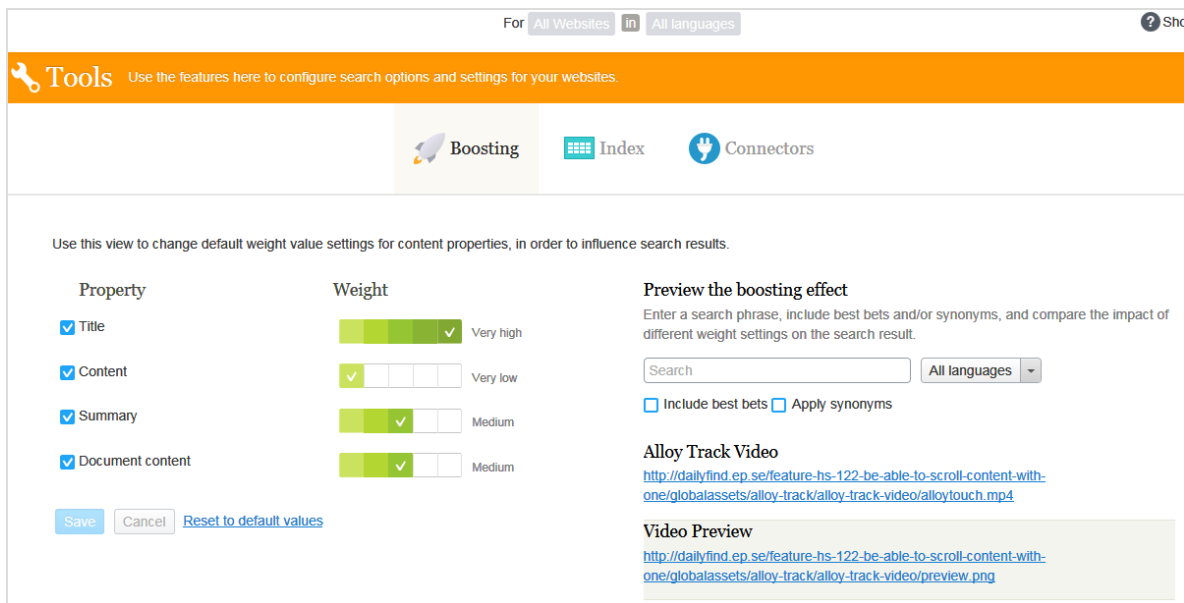 For All Websites in All languages
? Sho
Tools Use the features here to configure search options and settings for your websites.
Boosting Index Connectors
Use this view to change default weight value settings for content properties, in order to influence search results.
Property Weight
Title Very high
Content Very low
Summary Medium
Document content Medium
Save Cancel Reset to default values
Preview the boosting effect
Enter a search phrase, include best bets and/or synonyms, and compare the impact of
different weight settings on the search result.
Search All languages
Include best bets Apply synonyms
Alloy Track Video
http://dailyfind.ep.se/feature-hs-122-be-able-to-scroll-content-with-
one/globalassets/alloy-track/alloy-track-video/alloytouch.mp4
Video Preview
http://dailyfind.ep.se/feature-hs-122-be-able-to-scroll-content-with-
one/globalassets/alloy-track/alloy-track-video/preview.png